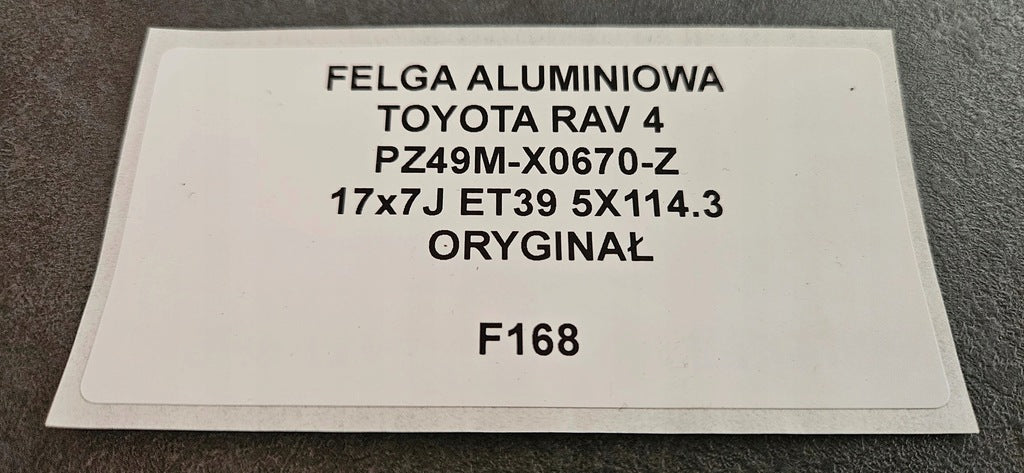 FELGA ALUMINIOWA
TOYOTA RAV 4
PZ49M-X0670-Z
17x7J ET39 5X114.3
ORYGINAŁ
F168